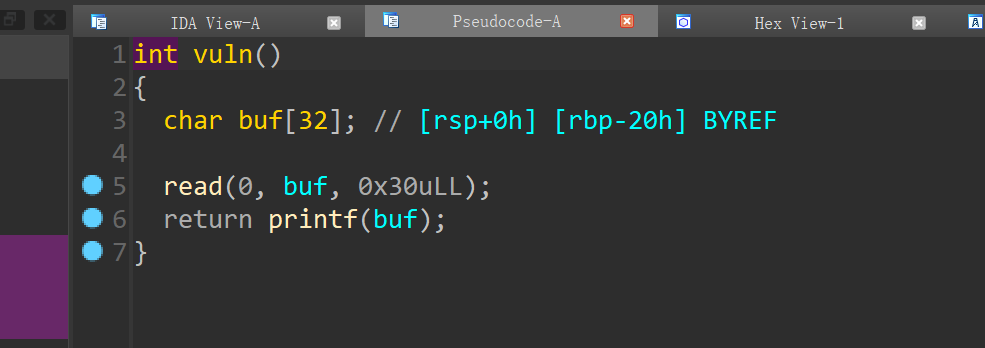 IDA View-A Pseudocode-A Hex View-1
1 int vuln()
2 {
3 char buf[32]; // [rsp+0h] [rbp-20h] BYREF
4
5 read(0, buf, 0x30uLL);
6 return printf(buf);
7 }